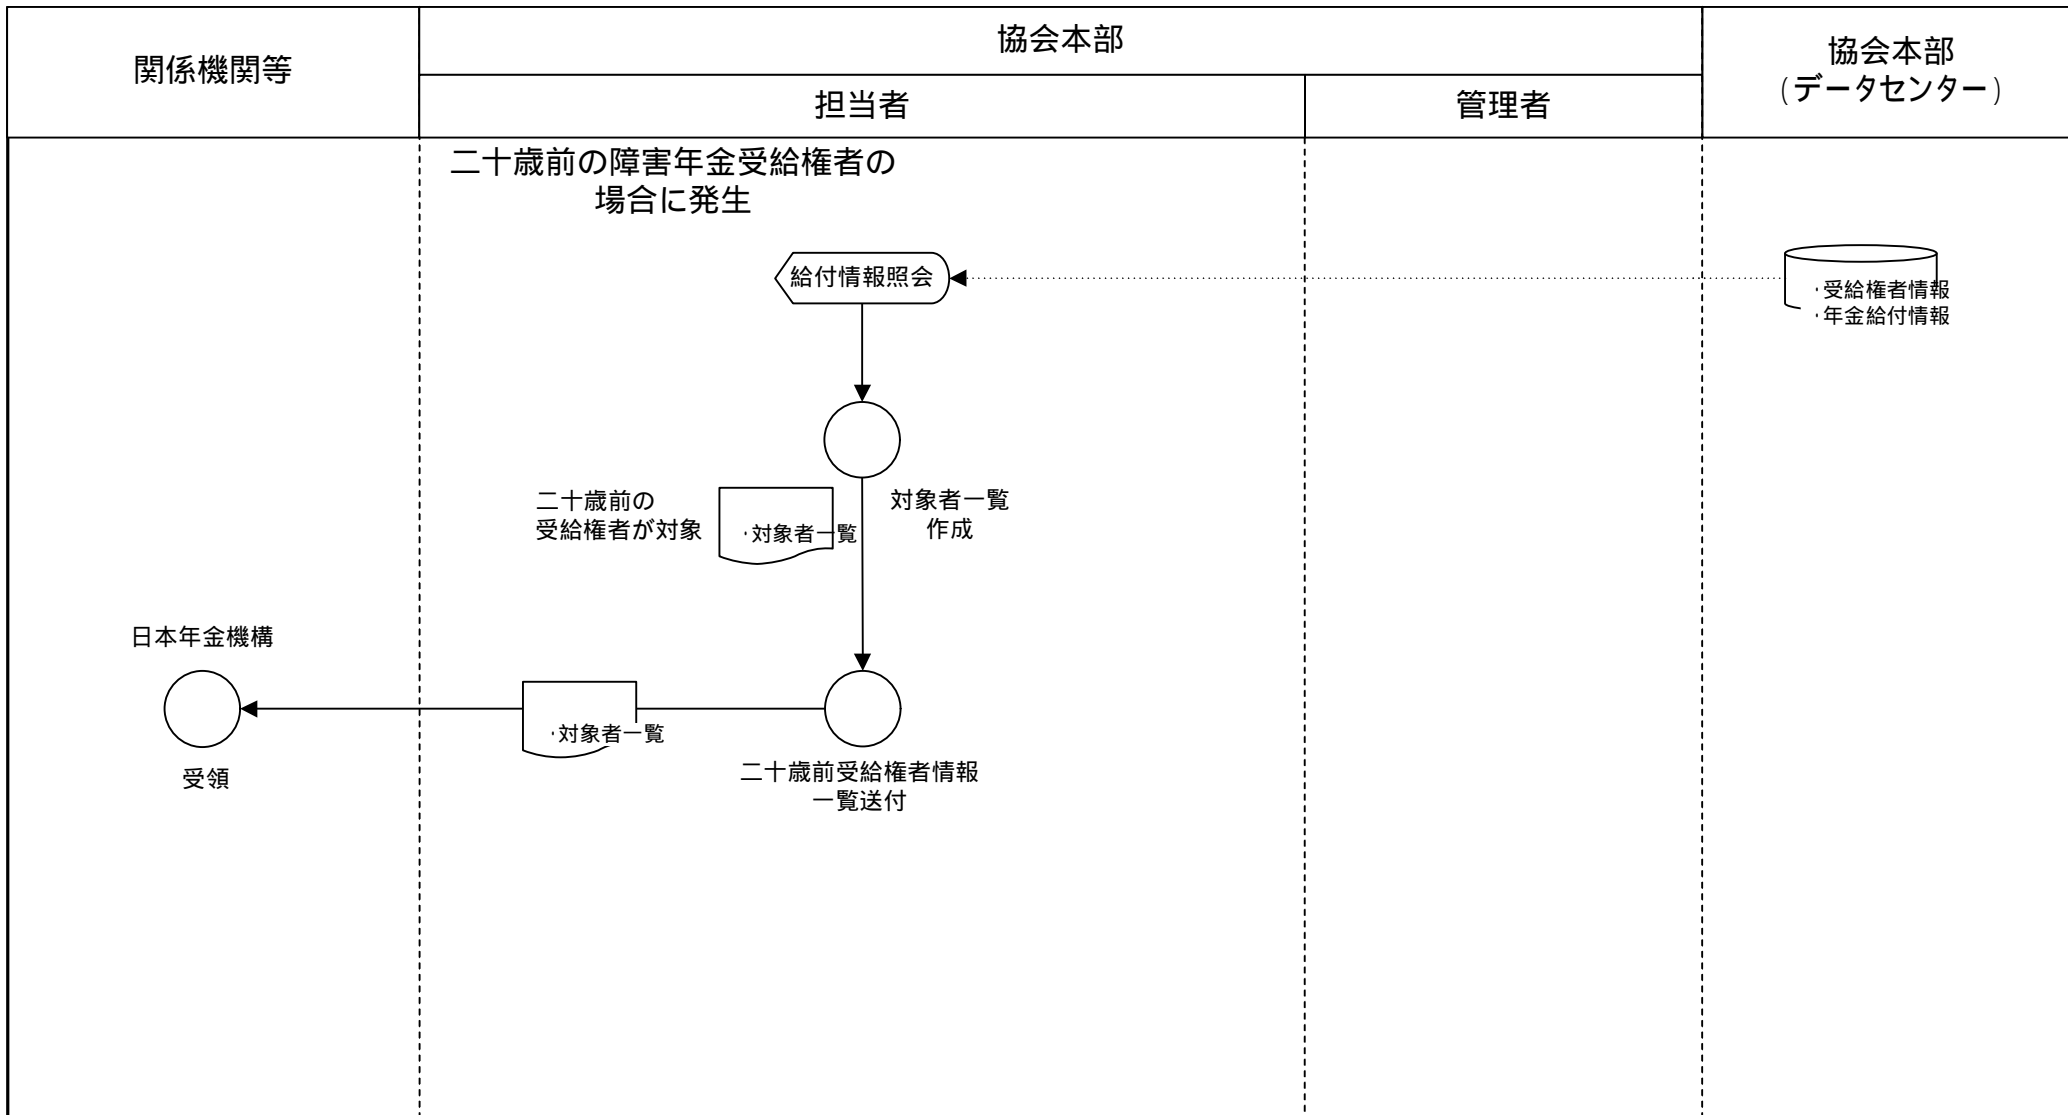 関係機関等
協会本部
担当者
管理者
協会本部
(データセンター)
二十歳前の障害年金受給権者の
場合に発生
給付情報照会
・受給権者情報
・年金給付情報
二十歳前の
受給権者が対象
・対象者一覧
対象者一覧
作成
日本年金機構
・対象者一覧
受領
二十歳前受給権者情報
一覧送付